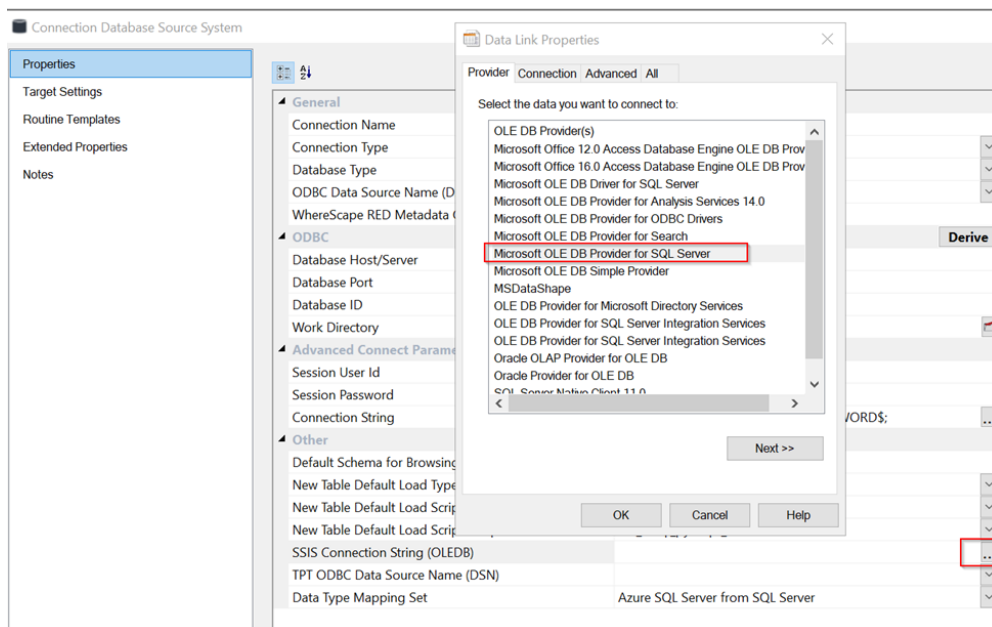 Connection Database Source System
Properties
Target Settings
Routine Templates
Extended Properties
Notes
General
Connection Name
Connection Type
Database Type
ODBC Data Source Name (D
WhereScape RED Metadata
ODBC
Derive
Database Host/Server
Database Port
Database ID
Work Directory
Advanced Connect Parame
Session User Id
Session Password
Connection String
/ORD$;
Other
Default Schema for Browsing
New Table Default Load Type
New Table Default Load Scrip
New Table Default Load Scrip
SSIS Connection String (OLEDB)
TPT ODBC Data Source Name (DSN)
Data Type Mapping Set
Azure SQL Server from SQL Server
Data Link Properties
Provider Connection Advanced All
Select the data you want to connect to:
OLE DB Provider(s)
Microsoft Office 12.0 Access Database Engine OLE DB Prov
Microsoft Office 16.0 Access Database Engine OLE DB Prov
Microsoft OLE DB Driver for SQL Server
Microsoft OLE DB Provider for Analysis Services 14.0
Microsoft OLE DB Provider for ODBC Drivers
Microsoft OLE DB Provider for Search
Microsoft OLE DB Provider for SQL Server
Microsoft OLE DB Simple Provider
MSDataShape
OLE DB Provider for Microsoft Directory Services
OLE DB Provider for SQL Server Integration Services
OLE DB Provider for SQL Server Integration Services
Oracle OLAP Provider for OLE DB
Oracle Provider for OLE DB
SQL Server Native Client 11.0
Next >>
OK
Cancel
Help